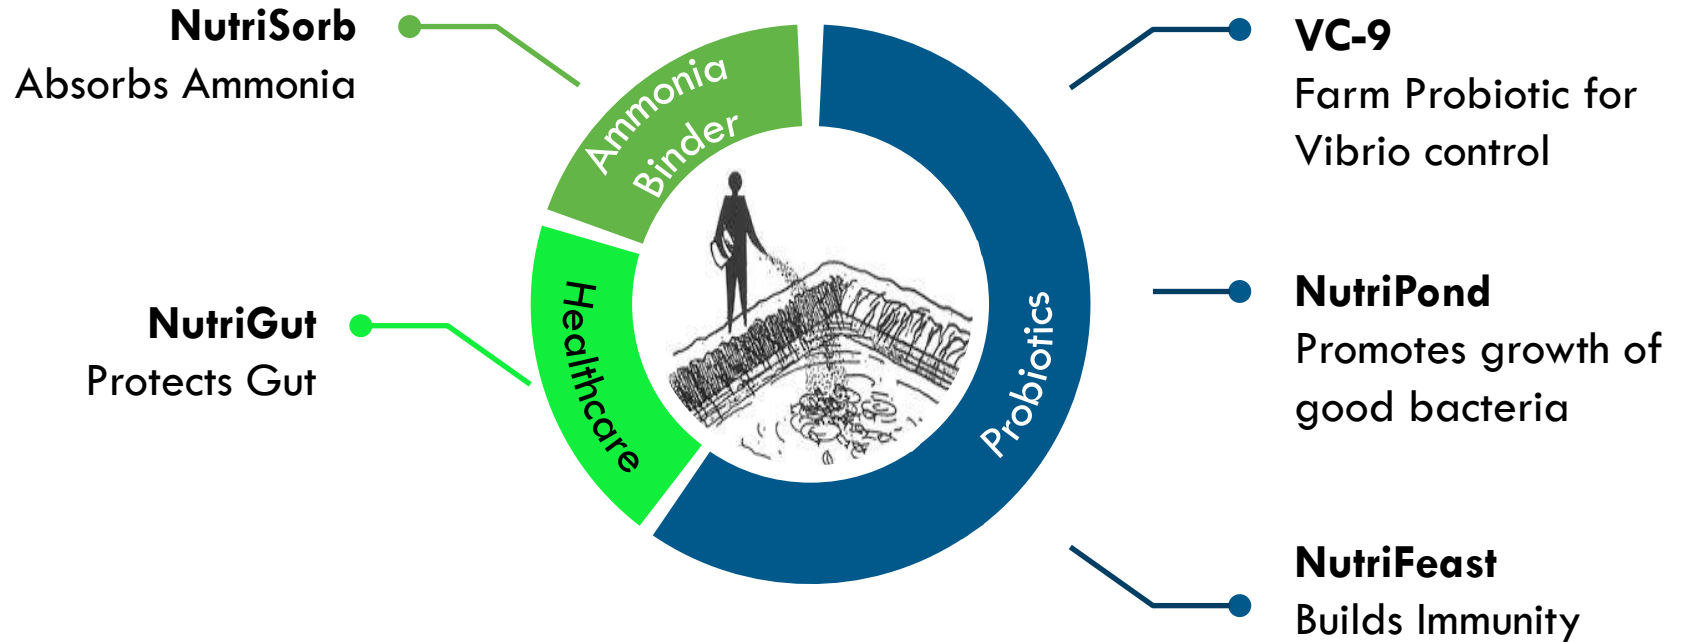 NutriSorb
Absorbs Ammonia
Ammonia
Binder
NutriGut
Protects Gut
Healthcare
Probiotics
VC-9
Farm Probiotic for
Vibrio control
NutriPond
Promotes growth of
good bacteria
NutriFeast
Builds Immunity